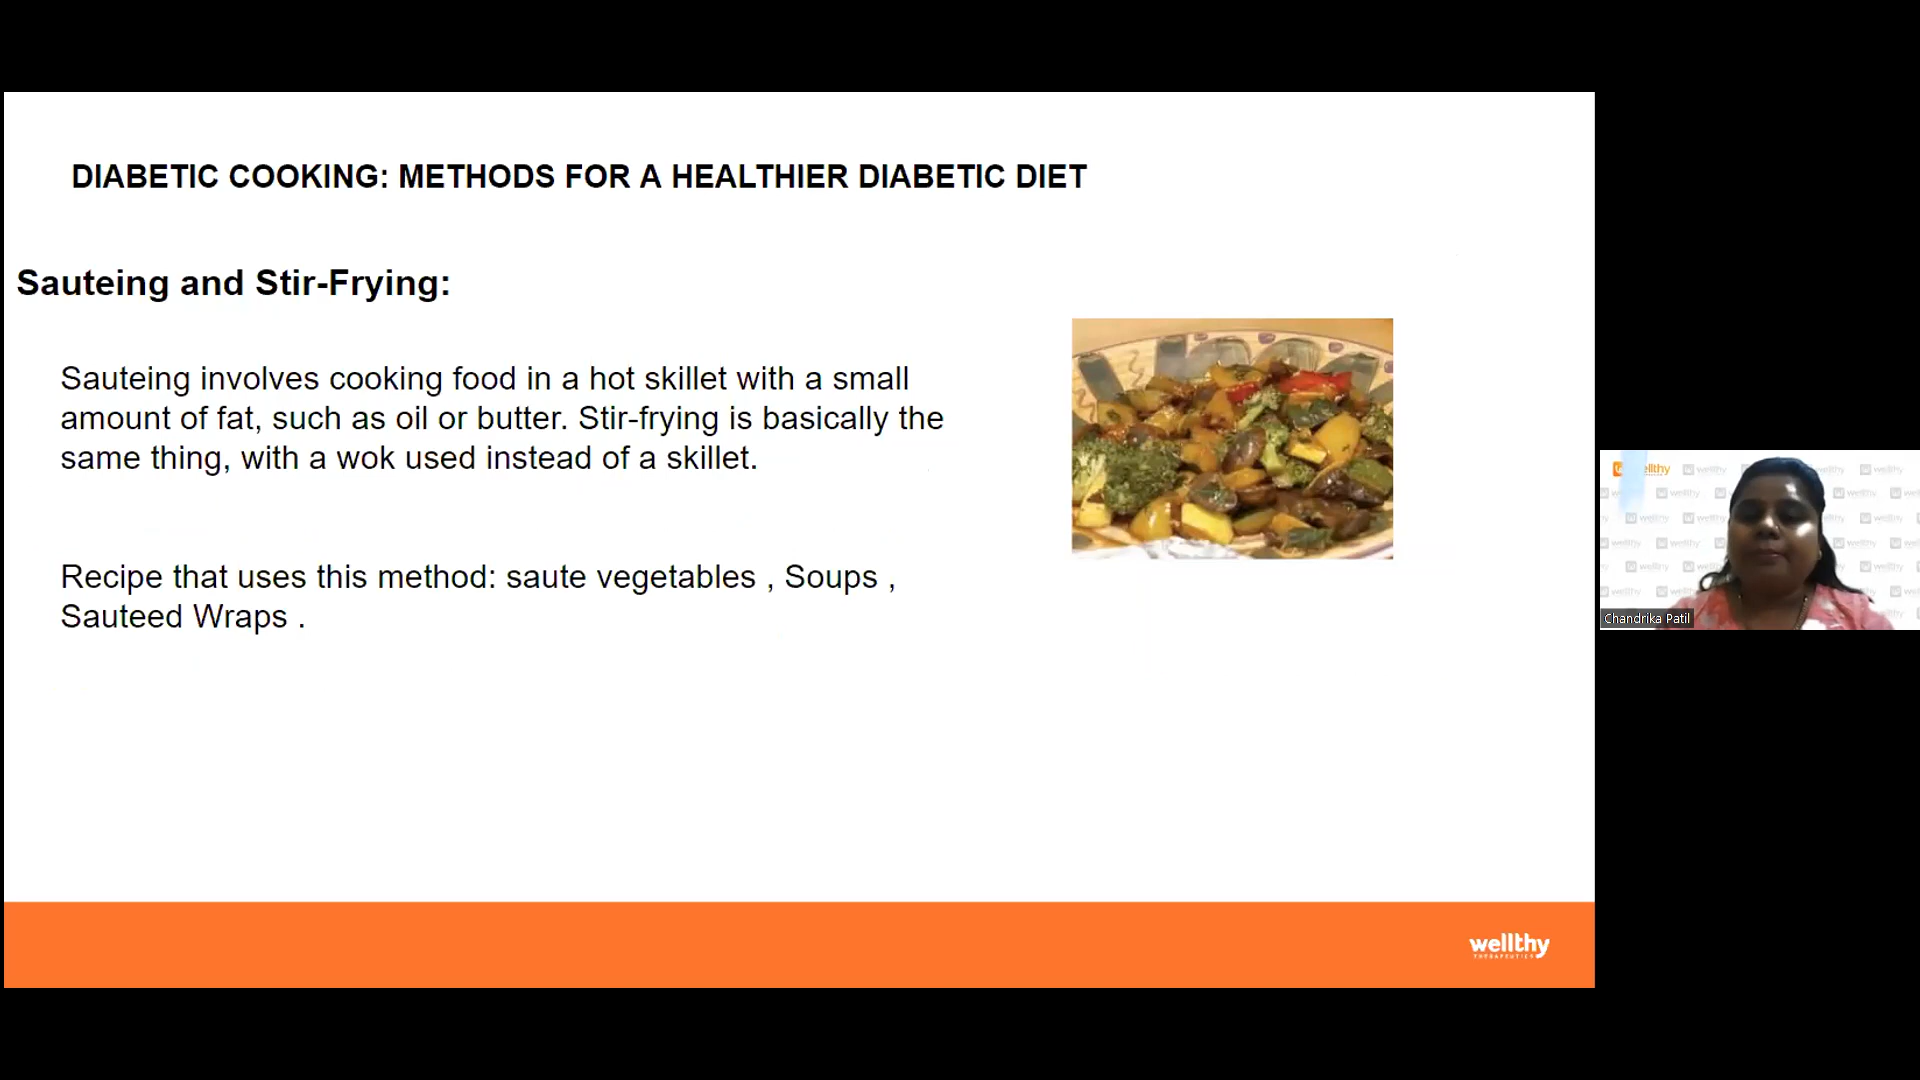 DIABETIC COOKING: METHODS FOR A HEALTHIER DIABETIC DIET
Sauteing and Stir-Frying:
Sauteing involves cooking food in a hot skillet with a small
amount of fat, such as oil or butter. Stir-frying is basically the
same thing, with a wok used instead of a skillet.
Recipe that uses this method: saute vegetables , Soups ,
Sauteed Wraps .
wellthy
THERAPEUTICS
Chandrika Patil